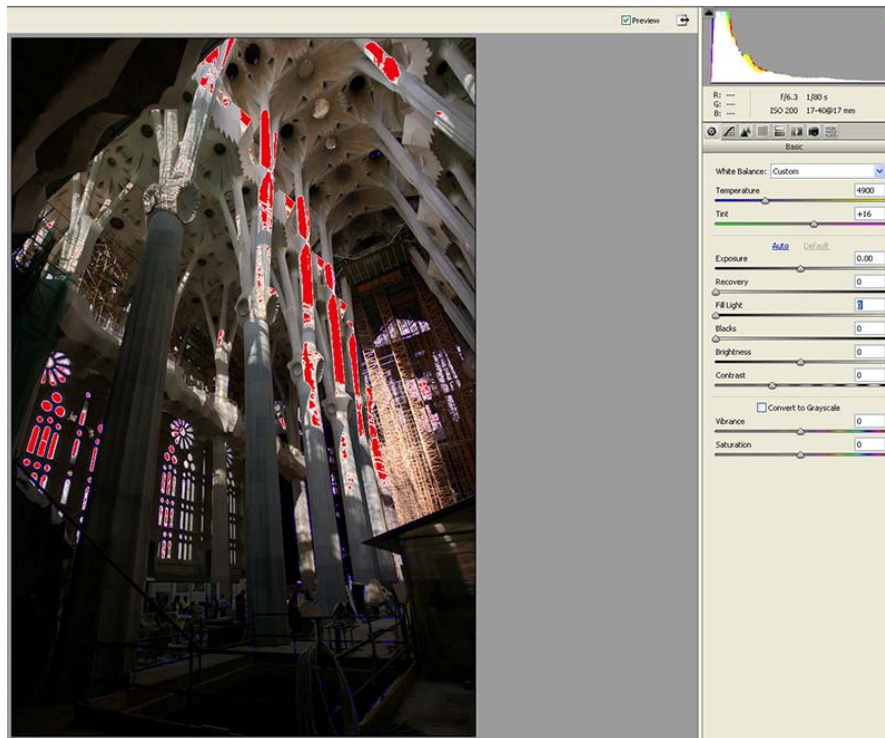 Preview
R: ---
G: ---
B: ---
f/6.3 1/80 s
ISO 200 17-40@17 mm
Basic
White Balance: Custom
Temperature 4900
Tint +16
Auto Default
Exposure 0.00
Recovery 0
Fill Light 0
Blacks 0
Brightness 0
Contrast 0
Convert to Grayscale
Vibrance 0
Saturation 0